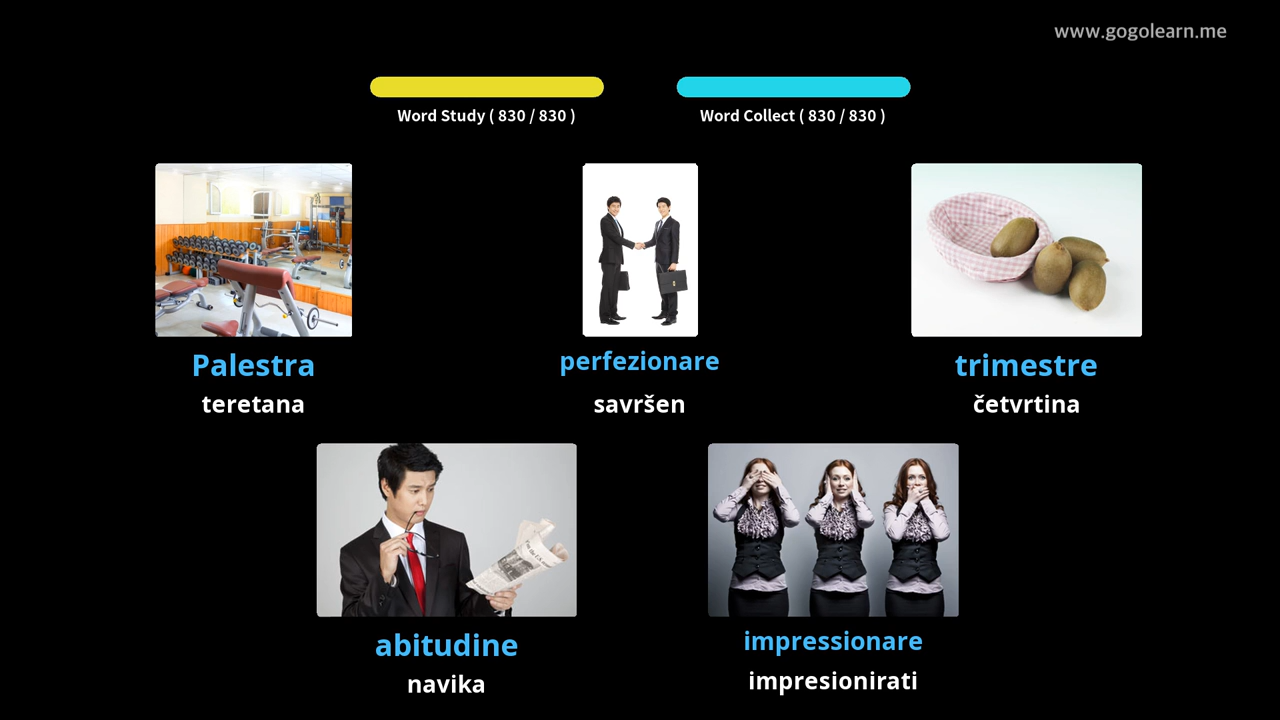 www.gogolearn.me
Word Study ( 830 / 830 )
Word Collect ( 830 / 830 )
Palestra
teretana
perfezionare
savršen
trimestre
četvrtina
abitudine
navika
impressionare
impresionirati